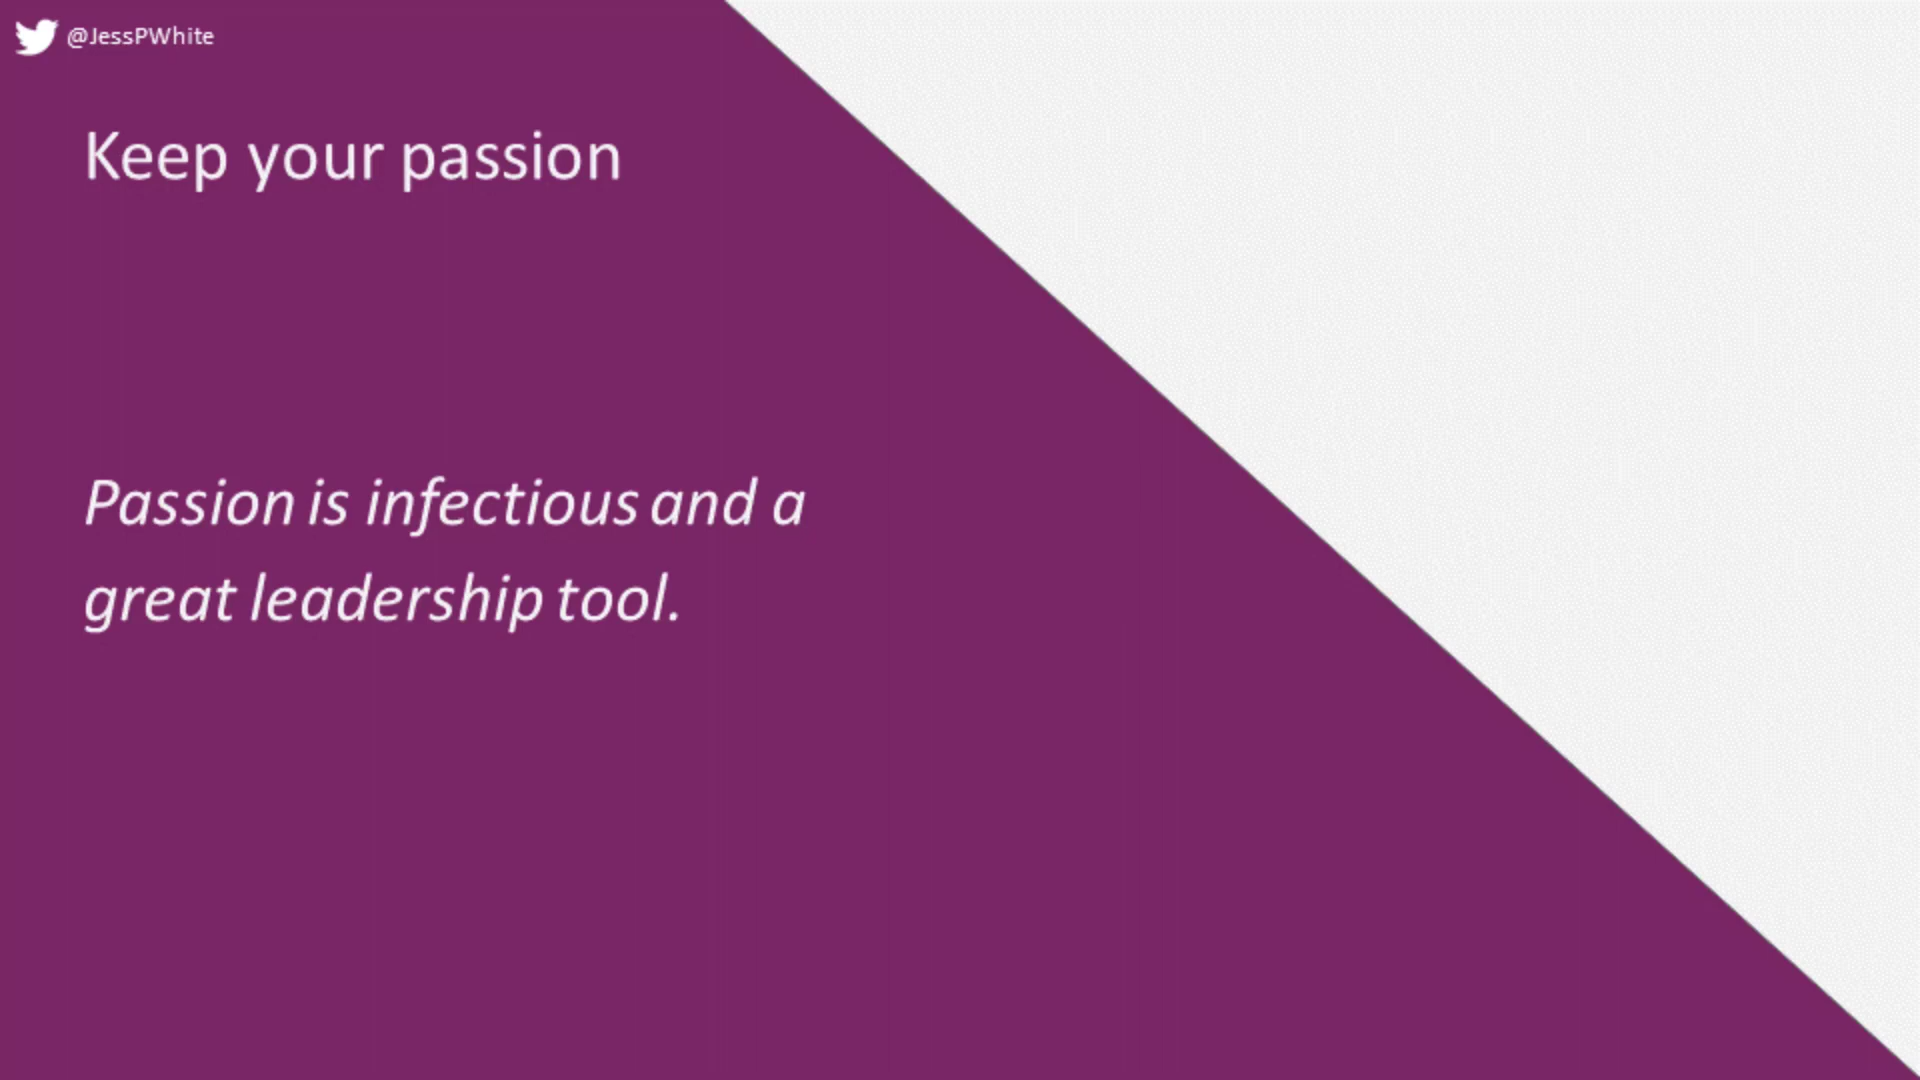 @JessPWhite
Keep your passion
Passion is infectious and a
great leadership tool.